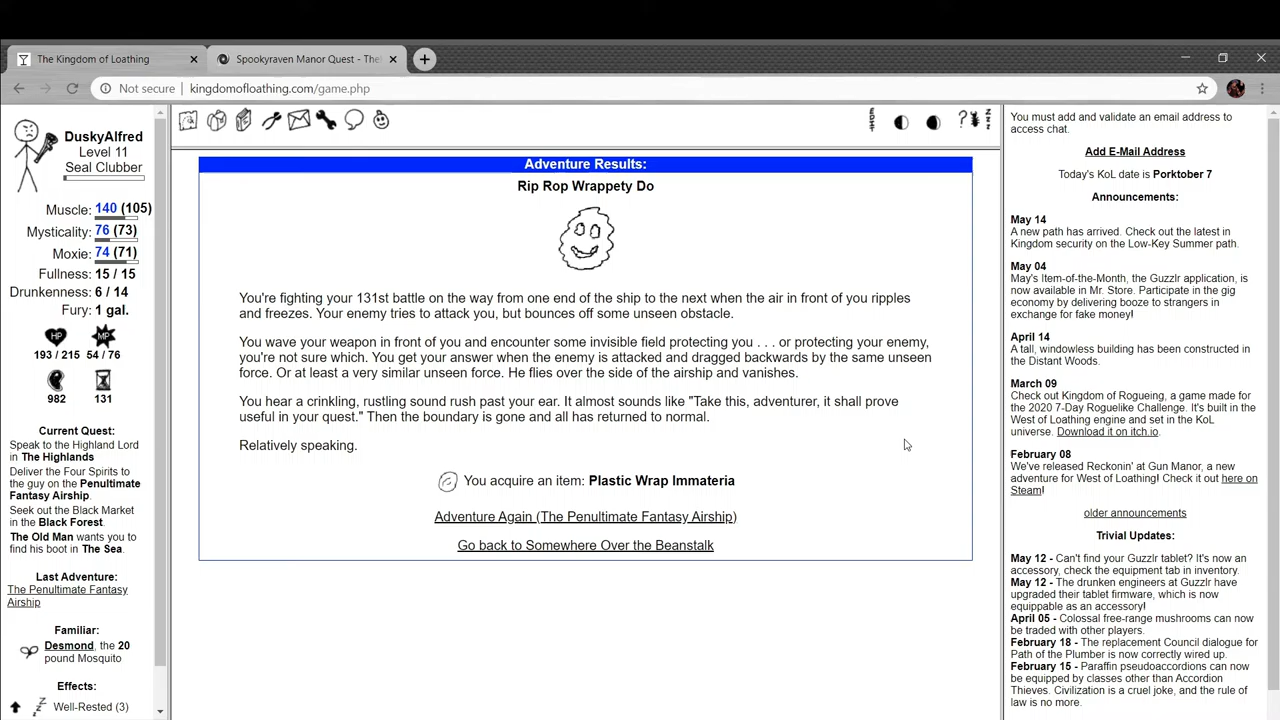 The Kingdom of Loathing
Spookyraven Manor Quest - The
Not secure
kingdomofloathing.com/game.php
DuskyAlfred
Level 11
Seal Clubber
Muscle: 140 (105)
Mysticality: 76 (73)
Moxie: 74 (71)
Fullness: 15 / 15
Drunkenness: 6 / 14
Fury: 1 gal.
HP
MP
193 / 215
54 / 76
982
131
Current Quest:
Speak to the Highland Lord
in The Highlands
Deliver the Four Spirits to
the guy on the Penultimate
Fantasy Airship.
Seek out the Black Market
in the Black Forest.
The Old Man wants you to
find his boot in The Sea.
Last Adventure:
The Penultimate Fantasy
Airship
Familiar:
Desmond, the 20
pound Mosquito
Effects:
Well-Rested (3)
Adventure Results:
Rip Rop Wrappety Do
You're fighting your 131st battle on the way from one end of the ship to the next when the air in front of you ripples
and freezes. Your enemy tries to attack you, but bounces off some unseen obstacle.
You wave your weapon in front of you and encounter some invisible field protecting you . . . or protecting your enemy,
you're not sure which. You get your answer when the enemy is attacked and dragged backwards by the same unseen
force. Or at least a very similar unseen force. He flies over the side of the airship and vanishes.
You hear a crinkling, rustling sound rush past your ear. It almost sounds like "Take this, adventurer, it shall prove
useful in your quest." Then the boundary is gone and all has returned to normal.
Relatively speaking.
You acquire an item: Plastic Wrap Immateria
Adventure Again (The Penultimate Fantasy Airship)
Go back to Somewhere Over the Beanstalk
You must add and validate an email address to
access chat.
Add E-Mail Address
Today's KoL date is Porktober 7
Announcements:
May 14
A new path has arrived. Check out the latest in
Kingdom security on the Low-Key Summer path.
May 04
May's Item-of-the-Month, the Guzzlr application, is
now available in Mr. Store. Participate in the gig
economy by delivering booze to strangers in
exchange for fake money!
April 14
A tall, windowless building has been constructed in
the Distant Woods.
March 09
Check out Kingdom of Rogueing, a game made for
the 2020 7-Day Roguelike Challenge. It's built in the
West of Loathing engine and set in the KoL
universe. Download it on itch.io.
February 08
We've released Reckonin' at Gun Manor, a new
adventure for West of Loathing! Check it out here on
Steam!
older announcements
Trivial Updates:
May 12 - Can't find your Guzzlr tablet? It's now an
accessory, check the equipment tab in inventory.
May 12 - The drunken engineers at Guzzlr have
upgraded their tablet firmware, which is now
equippable as an accessory!
April 05 - Colossal free-range mushrooms can now
be traded with other players.
February 18 - The replacement Council dialogue for
Path of the Plumber is now correctly wired up.
February 15 - Paraffin pseudoaccordions can now
be equipped by classes other than Accordion
Thieves. Civilization is a cruel joke, and the rule of
law is no more.